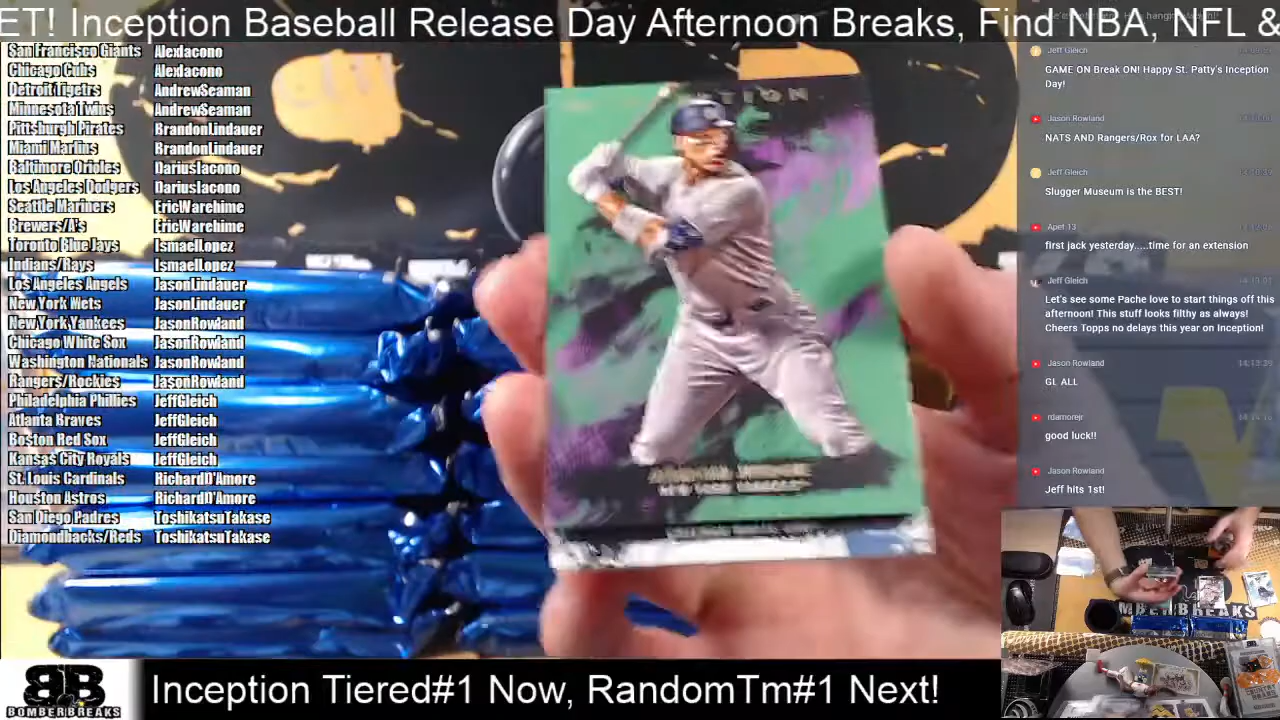 ET! Inception Baseball Release Day Afternoon Breaks, Find NBA, NFL &
San Francisco Giants AlexIacono
Chicago Cubs AlexIacono
Detroit Tigetrs AndrewSeaman
Minnesota Twins AndrewSeaman
Pittsburgh Pirates BrandonLindauer
Miami Marlins BrandonLindauer
Baltimore Orioles DariusIacono
Los Angeles Dodgers DariusIacono
Seattle Mariners EricWarehime
Brewers/A's EricWarehime
Toronto Blue Jays IsmaelLopez
Indians/Rays IsmaelLopez
Los Angeles Angels JasonLindauer
New York Mets JasonLindauer
New York Yankees JasonRowland
Chicago White Sox JasonRowland
Washington Nationals JasonRowland
Rangers/Rockies JasonRowland
Philadelphia Phillies JeffGleich
Atlanta Braves JeffGleich
Boston Red Sox JeffGleich
Kansas City Royals JeffGleich
St. Louis Cardinals RichardD'Amore
Houston Astros RichardD'Amore
San Diego Padres ToshikatsuTakase
Diamondbacks/Reds ToshikatsuTakase
NEW YORK YANKEES
Jeff Gleich
GAME ON Break ON! Happy St. Patty's Inception
Day!
Jason Rowland
NATS AND Rangers/Rox for LAA?
Jeff Gleich
Slugger Museum is the BEST!
Apet 13
first jack yesterday.....time for an extension
Jeff Gleich
Let's see some Pache love to start things off this
afternoon! This stuff looks filthy as always!
Cheers Topps no delays this year on Inception!
Jason Rowland
GL ALL
rdamorejr
good luck!!
Jason Rowland
Jeff hits 1st!
BB
BOMBERBREAKS
Inception Tiered#1 Now, RandomTm#1 Next!